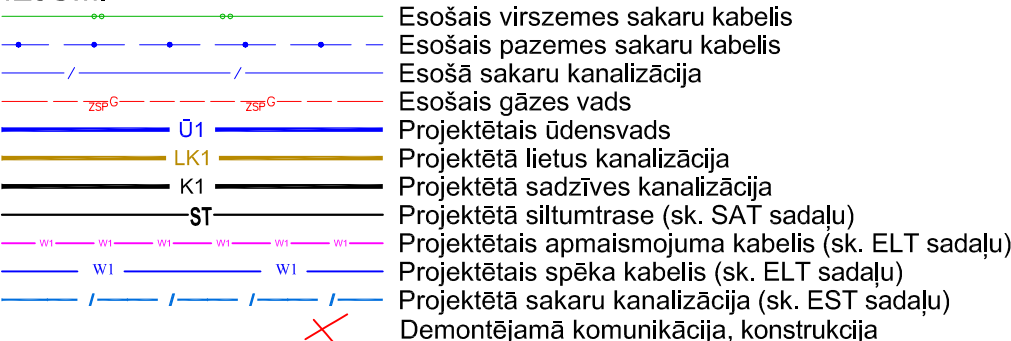 Esošais virszemes sakaru kabelis
Esošais pazemes sakaru kabelis
Esošā sakaru kanalizācija
ZSP G ZSP G Esošais gāzes vads
Ū1 Projektētais ūdensvads
LK1 Projektētā lietus kanalizācija
K1 Projektētā sadzīves kanalizācija
ST Projektētā siltumtrase (sk. SAT sadaļu)
W1 W1 W1 W1 W1 W1 Projektētais apmaismojuma kabelis (sk. ELT sadaļu)
W1 W1 Projektētais spēka kabelis (sk. ELT sadaļu)
Projektētā sakaru kanalizācija (sk. EST sadaļu)
Demontējamā komunikācija, konstrukcija